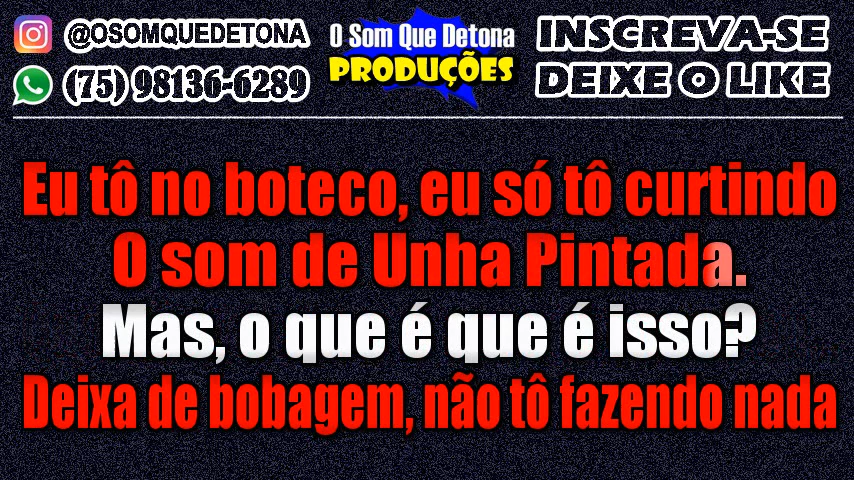 @OSOMQUEDETONA
(75) 98136-6289
O Som Que Detona
PRODUÇÕES
INSCREVA-SE
DEIXE O LIKE
Eu tô no boteco, eu só tô curtindo
O som de Unha Pintada.
Mas, o que é que é isso?
Deixa de bobagem, não tô fazendo nada